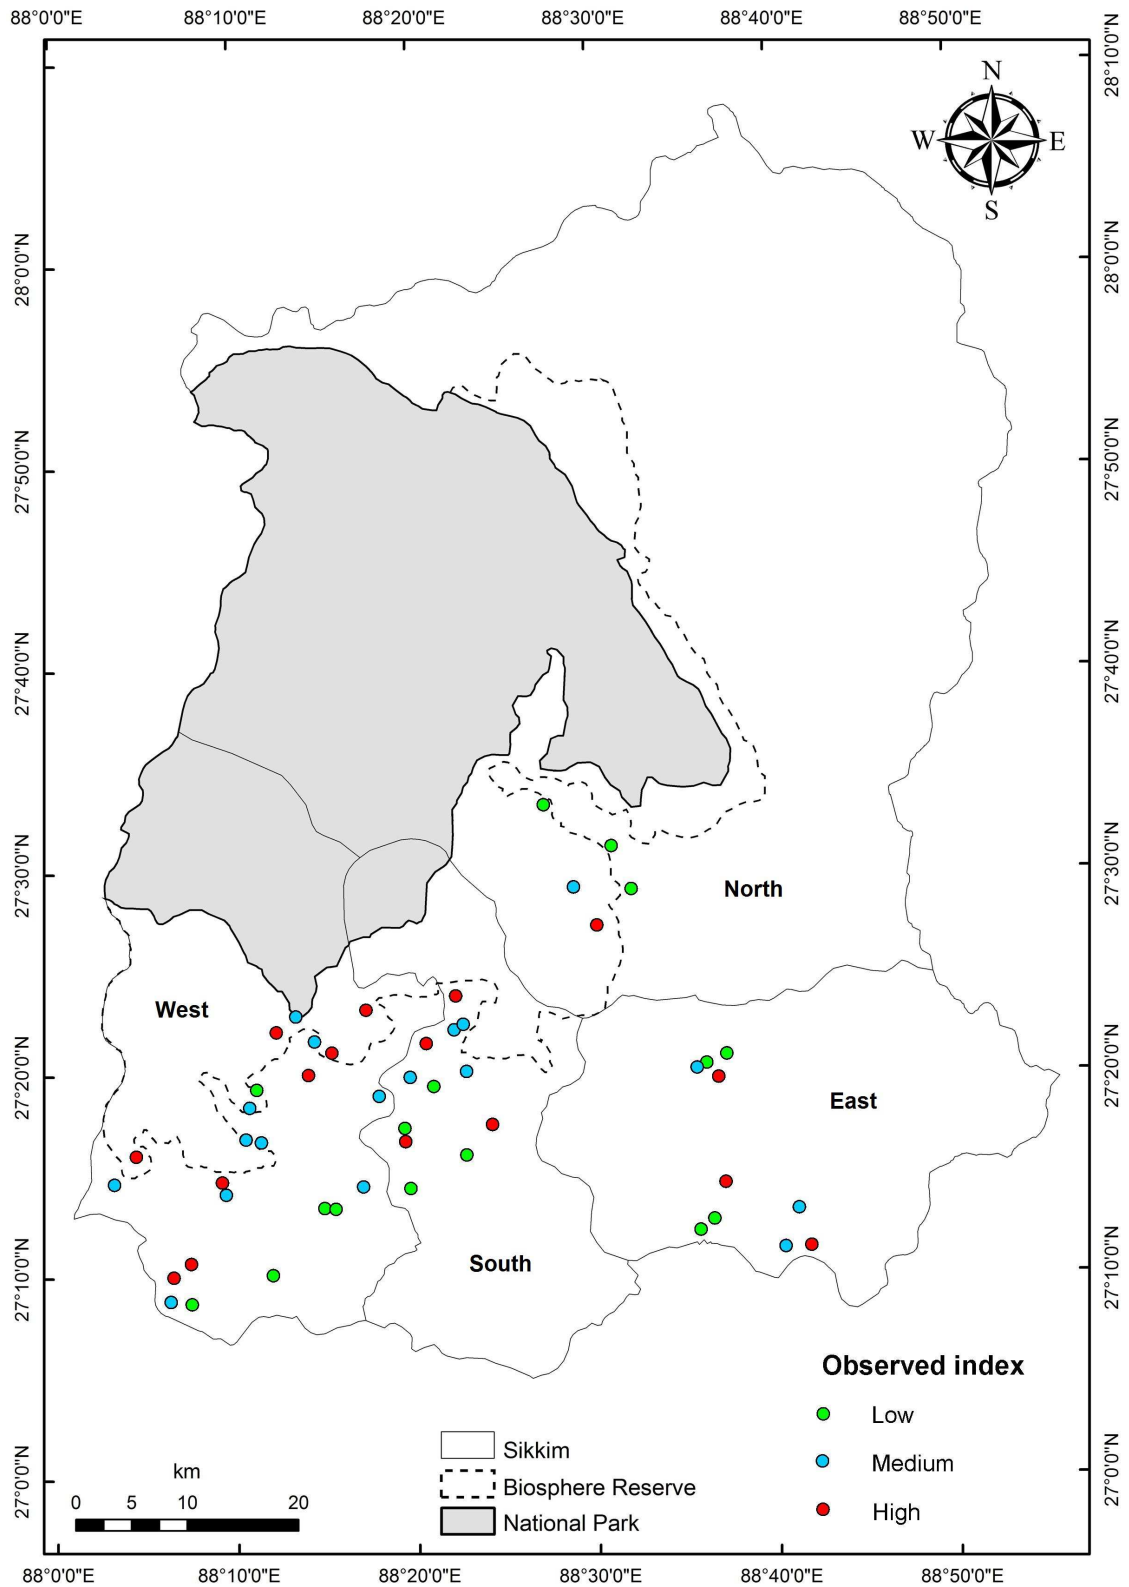 88°0'0"E 88°10'0"E 88°20'0"E 88°30'0"E 88°40'0"E 88°50'0"E
28°10'0"N
N
W E
S
28°0'0"N 28°0'0"N
27°50'0"N 27°50'0"N
27°40'0"N 27°40'0"N
27°30'0"N 27°30'0"N
North
West
27°20'0"N 27°20'0"N
East
South
27°10'0"N 27°10'0"N
Observed index
Low
Medium
High
Sikkim
Biosphere Reserve
National Park
km
0 5 10 20
27°0'0"N 27°0'0"N
88°0'0"E 88°10'0"E 88°20'0"E 88°30'0"E 88°40'0"E 88°50'0"E